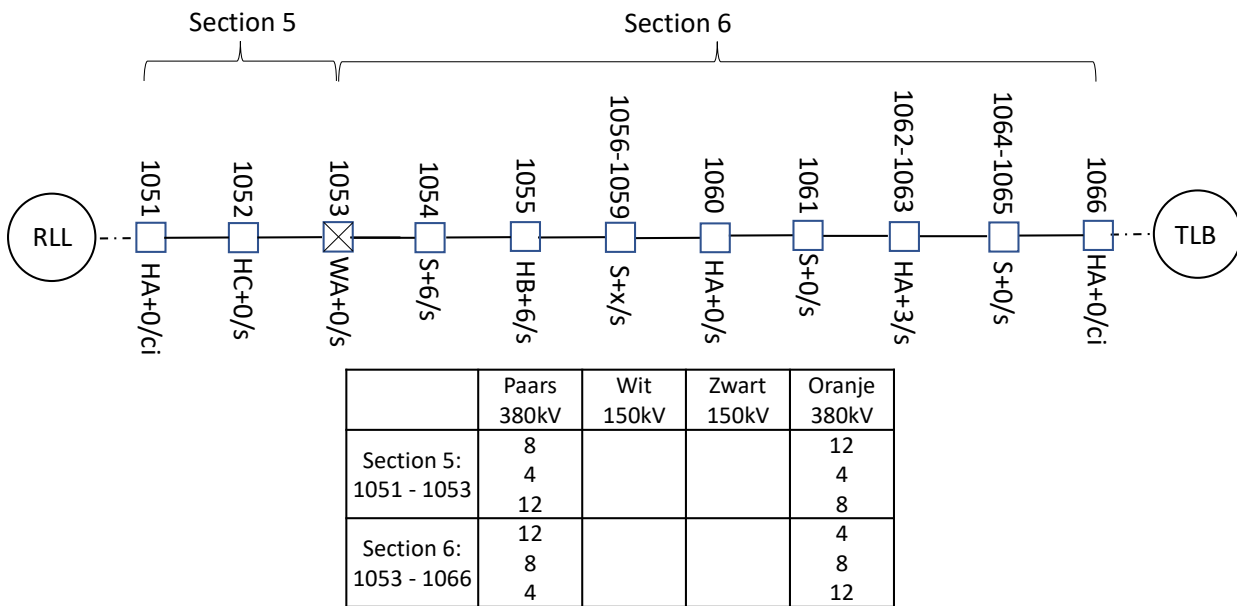 Section 5
Section 6
1051
1052
1053
1054
1055
1056-1059
1060
1061
1062-1063
1064-1065
1066
RLL
TLB
HA+0/ci
HC+0/s
WA+0/s
S+6/s
HB+6/s
S+x/s
HA+0/s
S+0/s
HA+3/s
S+0/s
HA+0/ci
Paars Wit Zwart Oranje
380kV 150kV 150kV 380kV
8 12
Section 5: 4 4
1051 - 1053
12 8
12 4
Section 6: 8 8
1053 - 1066
4 12